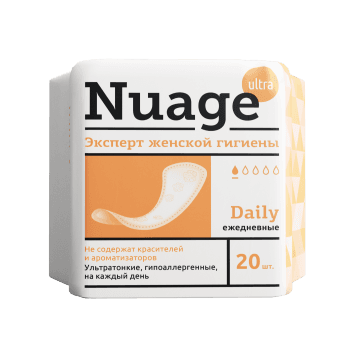 ultra
Nuage
Эксперт женской гигиены
Daily
ежедневные
Не содержат красителей
и ароматизаторов
Ультратонкие, гипоаллергенные,
на каждый день
20 шт.